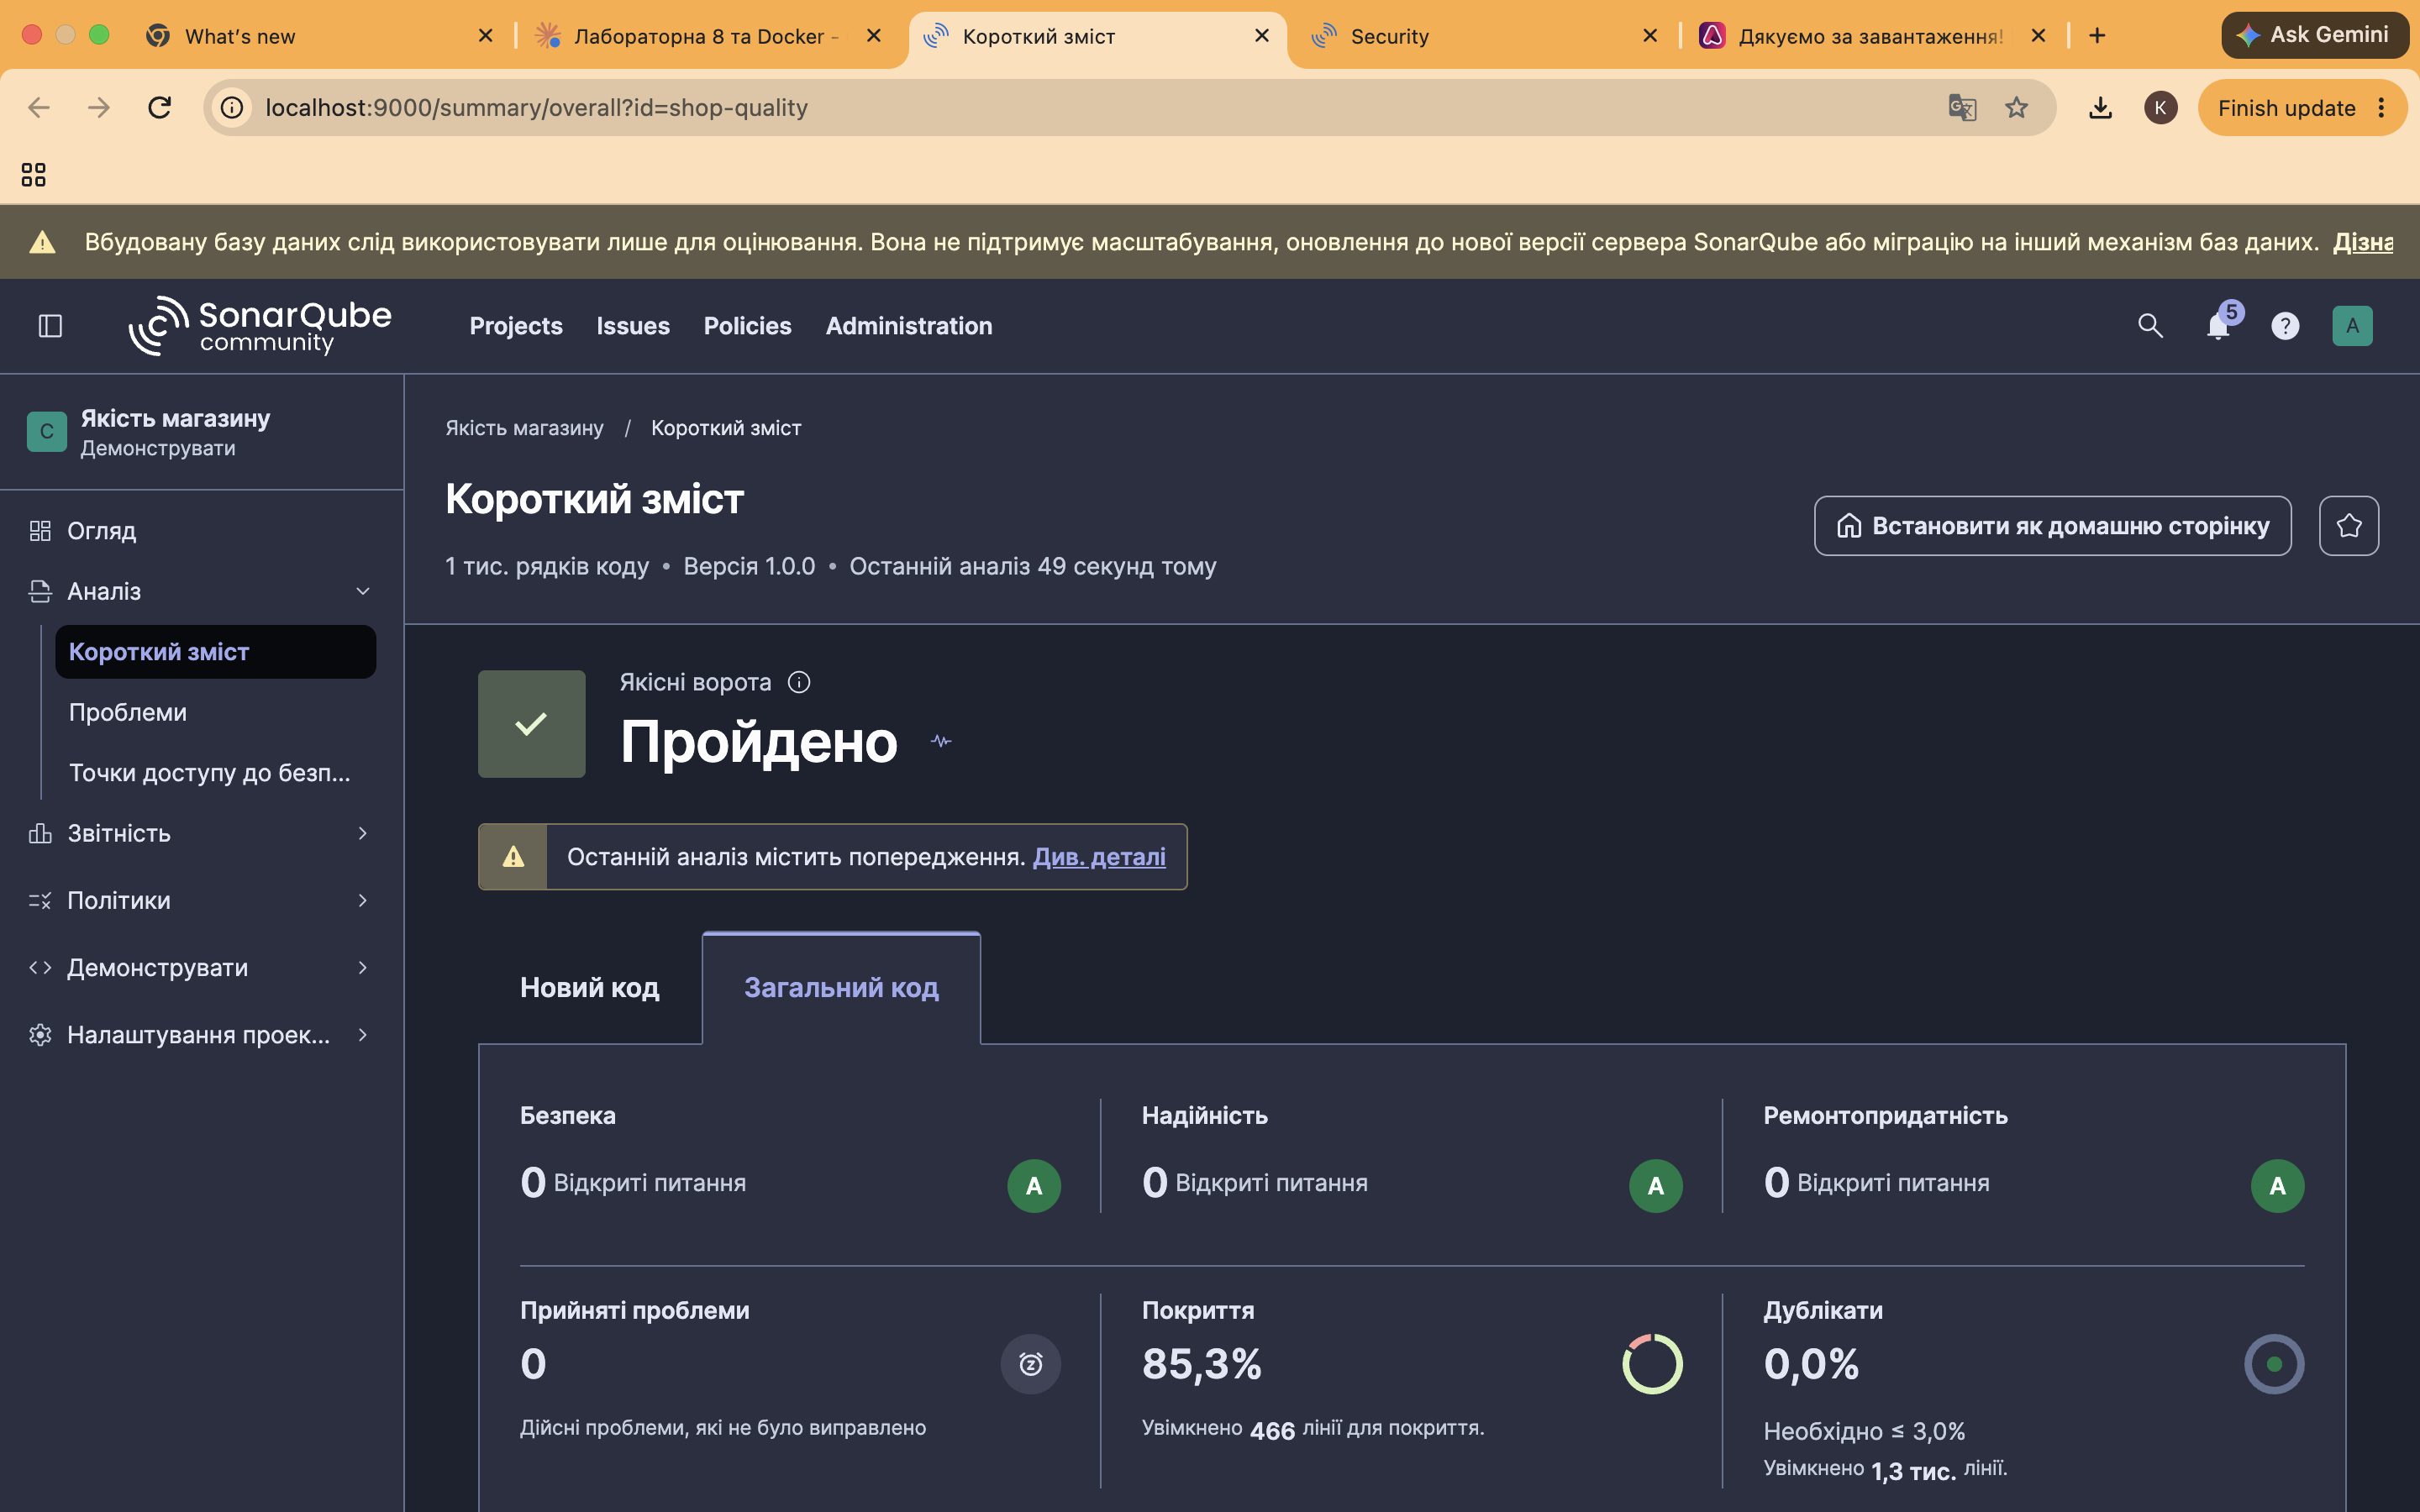 What's new
Лабораторна 8 та Docker -
Короткий зміст
Security
Дякуємо за завантаження!
Ask Gemini
localhost:9000/summary/overall?id=shop-quality
K
Finish update
Вбудовану базу даних слід використовувати лише для оцінювання. Вона не підтримує масштабування, оновлення до нової версії сервера SonarQube або міграцію на інший механізм баз даних. Дізна
SonarQube
community
Projects
Issues
Policies
Administration
5
?
A
C
Якість магазину
Демонструвати
Огляд
Аналіз
Короткий зміст
Проблеми
Точки доступу до безп...
Звітність
Політики
Демонструвати
Налаштування проек...
Якість магазину / Короткий зміст
Короткий зміст
1 тис. рядків коду • Версія 1.0.0 • Останній аналіз 49 секунд тому
Встановити як домашню сторінку
Якісні ворота
Пройдено
Останній аналіз містить попередження. Див. деталі
Новий код
Загальний код
Безпека
0 Відкриті питання
A
Надійність
0 Відкриті питання
A
Ремонтопридатність
0 Відкриті питання
A
Прийняті проблеми
0
Дійсні проблеми, які не було виправлено
Покриття
85,3%
Увімкнено 466 лінії для покриття.
Дублікати
0,0%
Необхідно ≤ 3,0%
Увімкнено 1,3 тис. лінії.